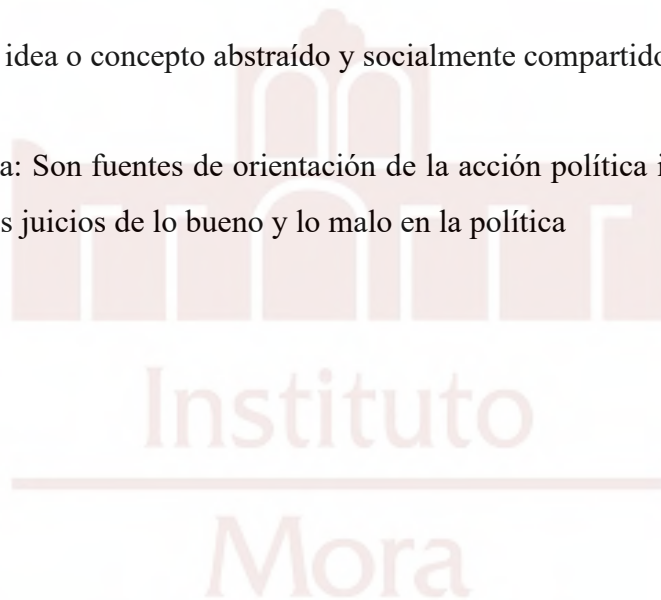 idea o concepto abstraído y socialmente compartido
a: Son fuentes de orientación de la acción política i
s juicios de lo bueno y lo malo en la política
Instituto
Mora